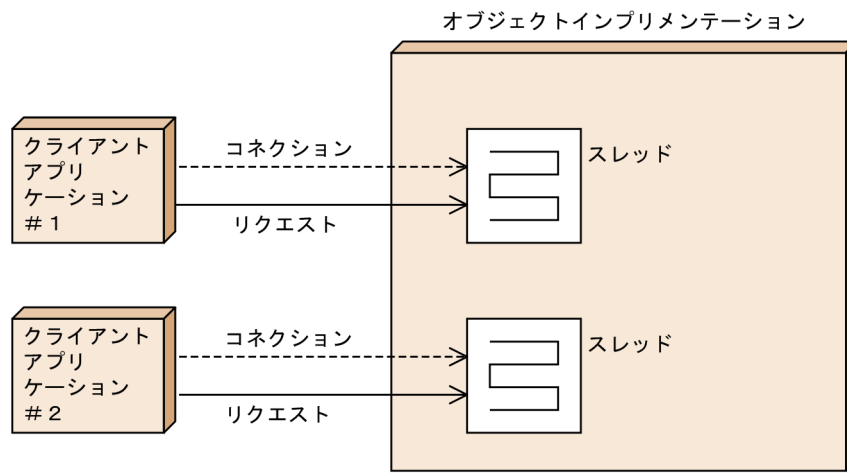 オブジェクトインプリメンテーション
クライアント
アプリ
ケーション
＃１
コネクション
リクエスト
スレッド
クライアント
アプリ
ケーション
＃２
コネクション
リクエスト
スレッド